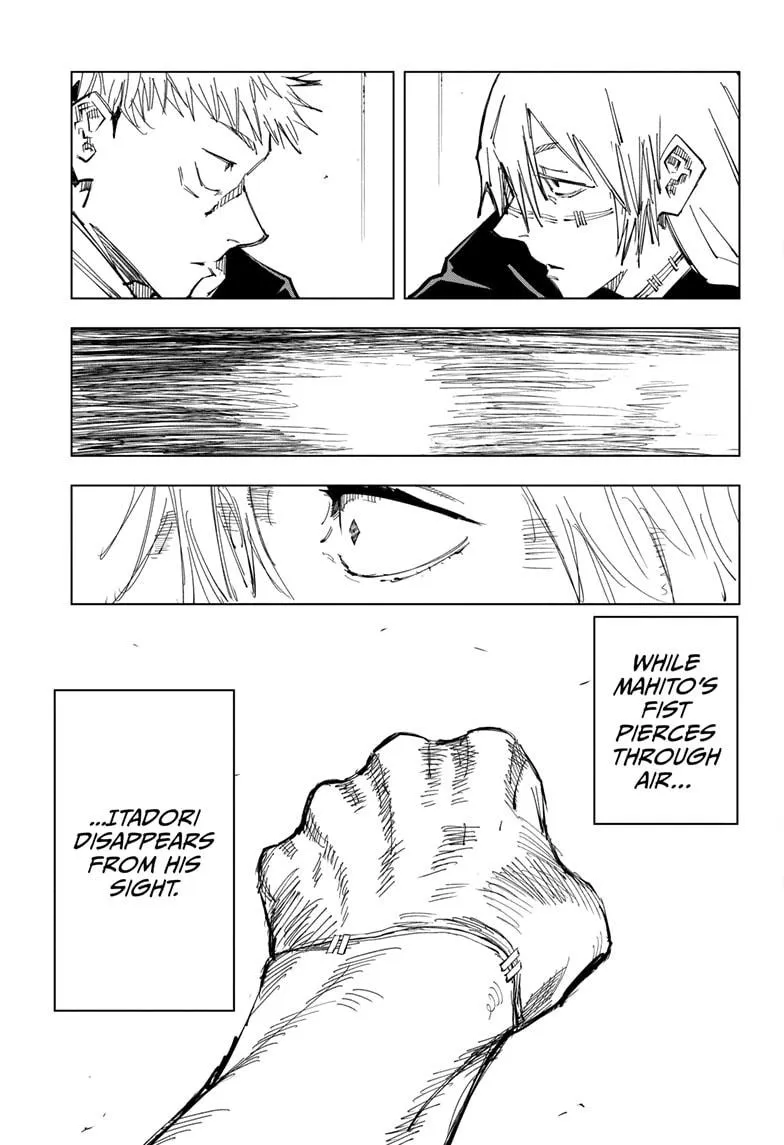 WHILE
MAHITO'S
FIST
PIERCES
THROUGH
AIR...
...ITADORI
DISAPPEARS
FROM HIS
SIGHT.